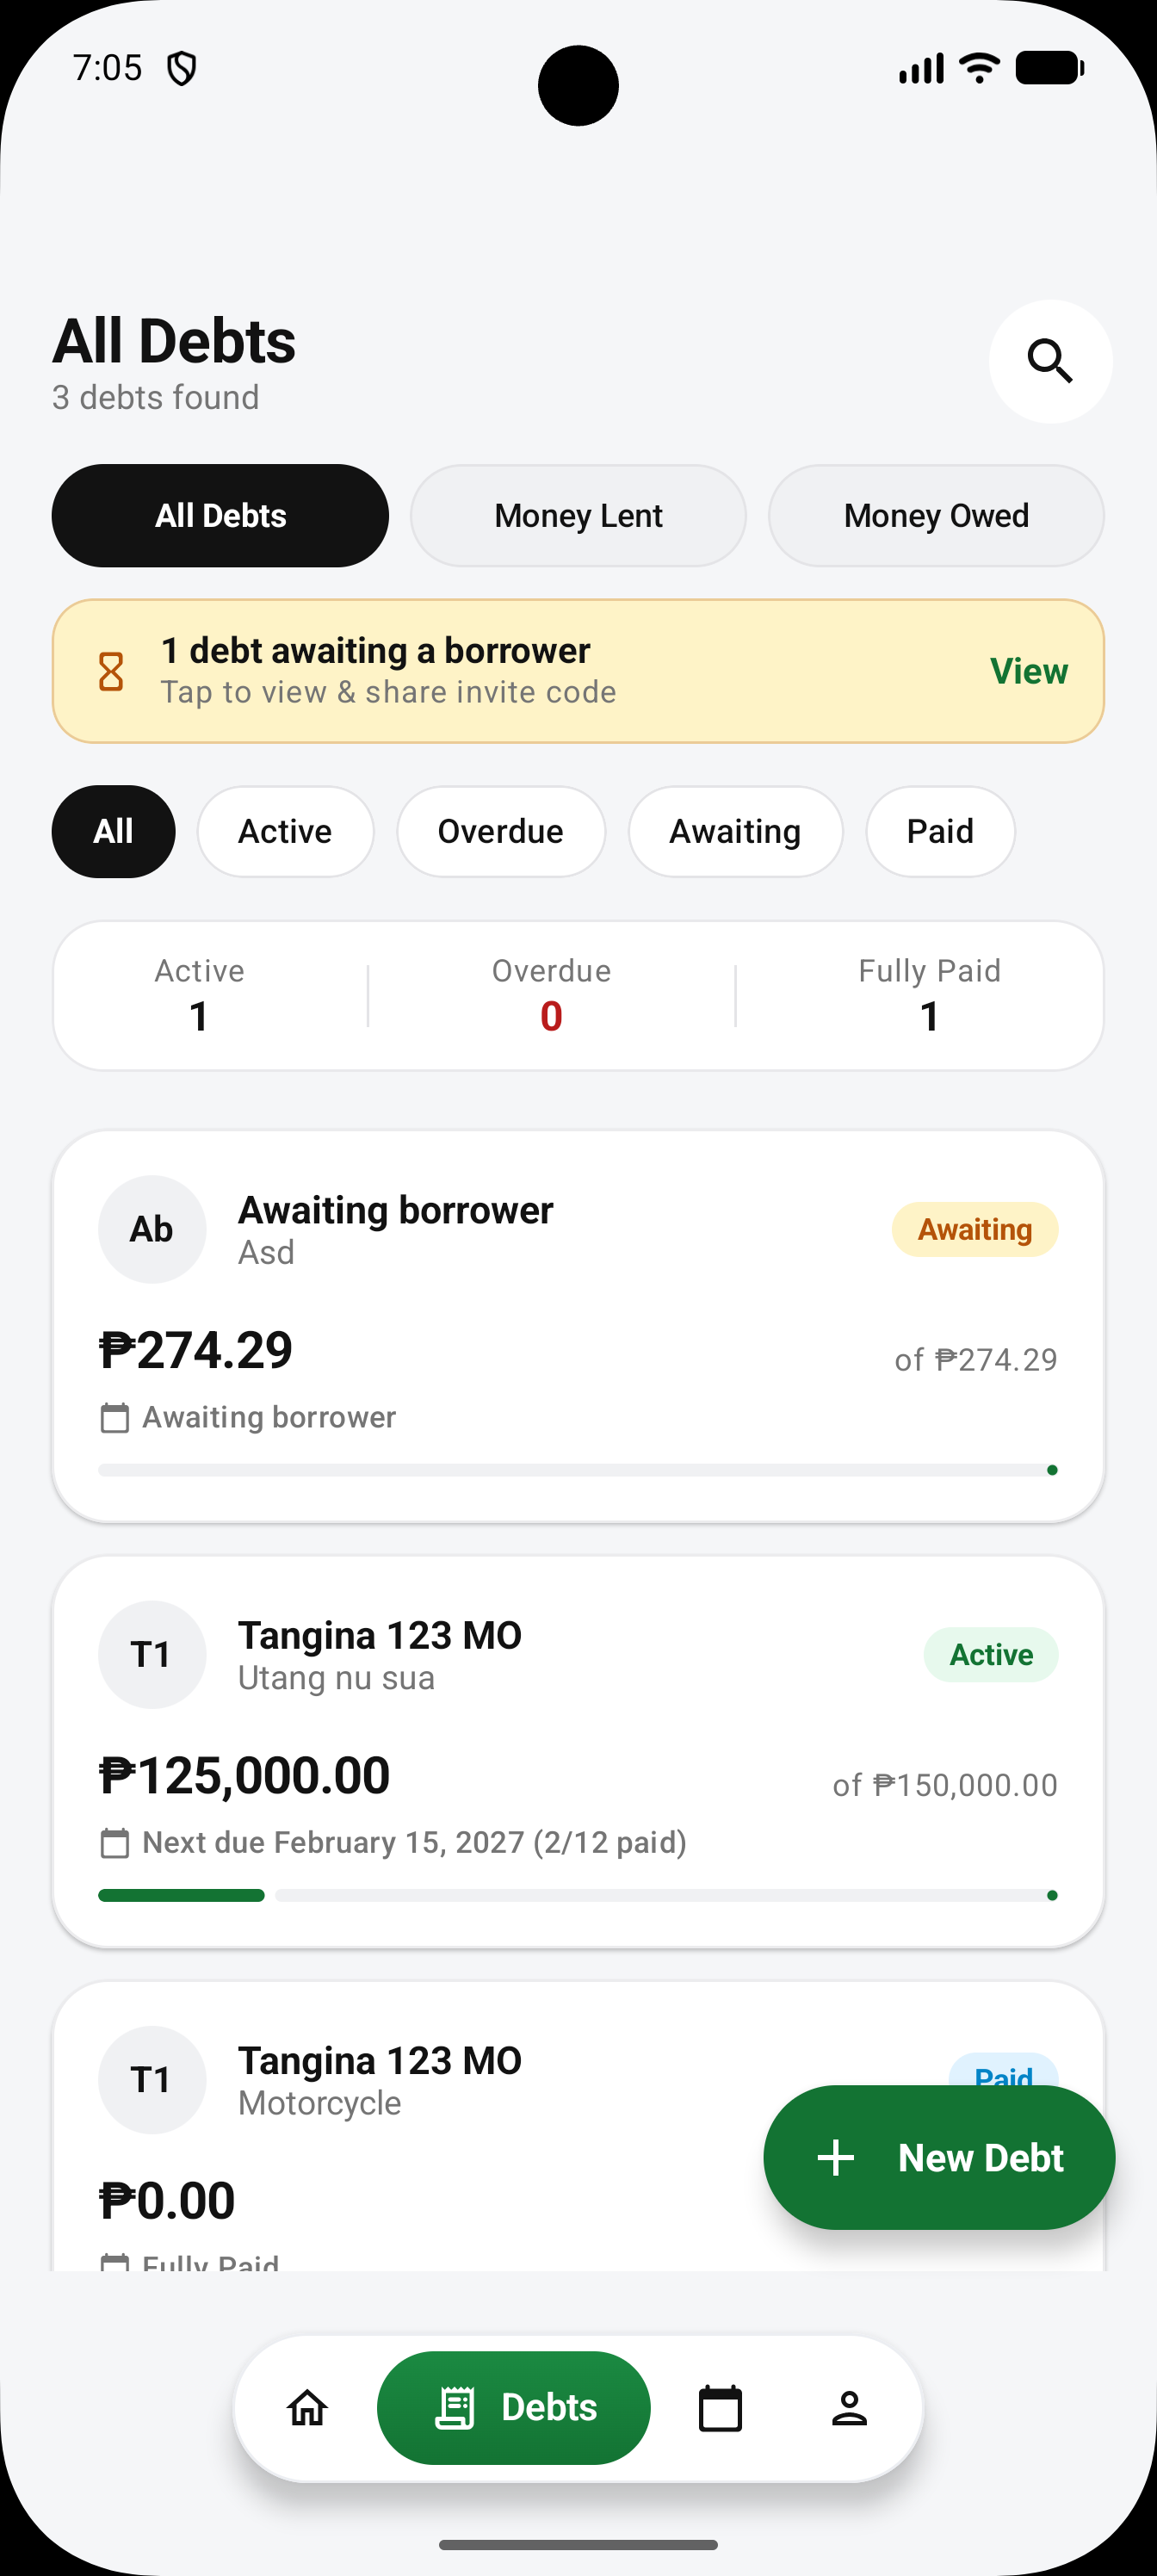 7:05
All Debts
3 debts found
All Debts
Money Lent
Money Owed
1 debt awaiting a borrower
Tap to view & share invite code
View
All
Active
Overdue
Awaiting
Paid
Active
1
Overdue
0
Fully Paid
1
Ab
Awaiting borrower
Asd
Awaiting
₱274.29
of ₱274.29
Awaiting borrower
T1
Tangina 123 MO
Utang nu sua
Active
₱125,000.00
of ₱150,000.00
Next due February 15, 2027 (2/12 paid)
T1
Tangina 123 MO
Motorcycle
Paid
₱0.00
Fully Paid
New Debt
Debts